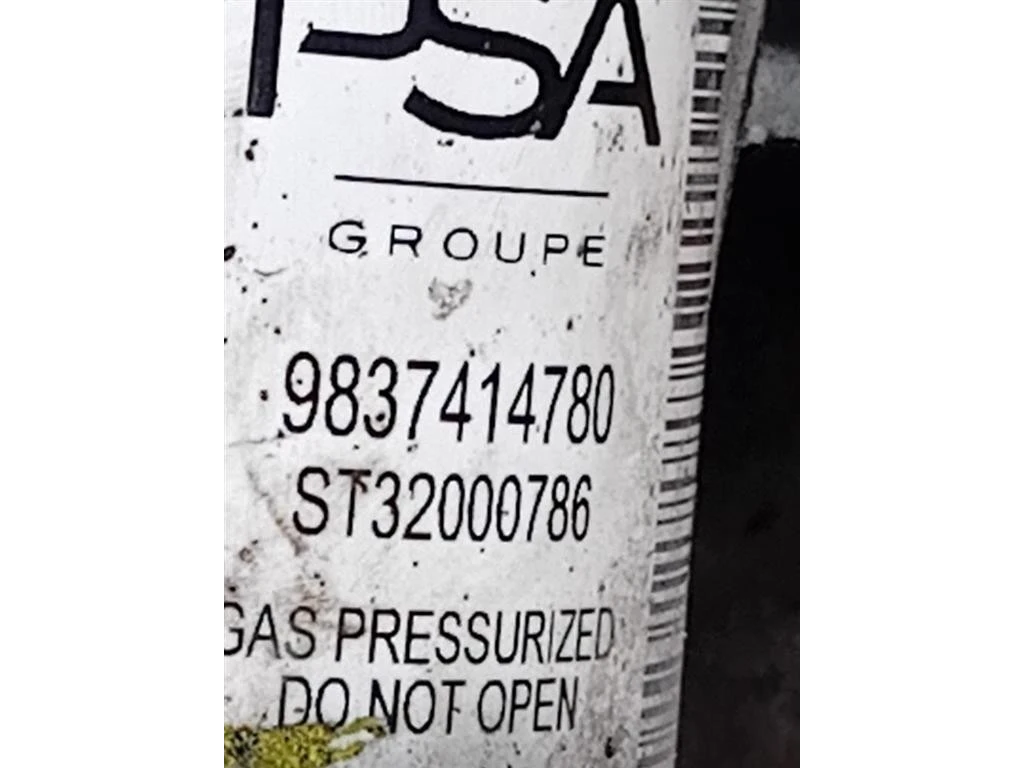 PSA
GROUPE
9837414780
ST32000786
GAS PRESSURIZED
DO NOT OPEN